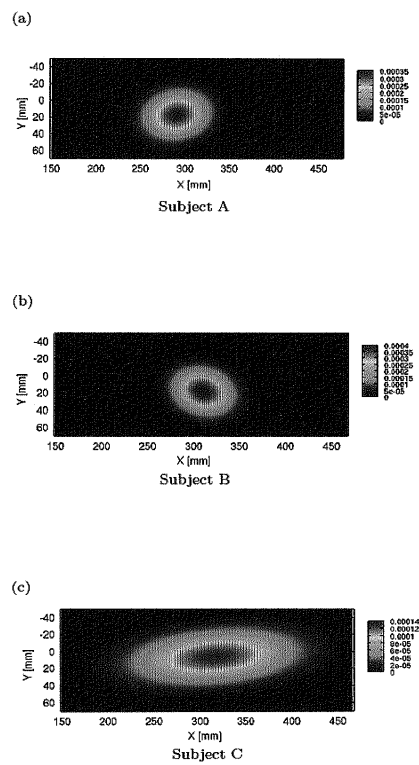 (a)
-40
-20
0
20
40
60
Y [mm]
150 200 250 300 350 400 450
X [mm]
0.00035
0.0003
0.00025
0.0002
0.00015
0.0001
5e-05
0
Subject A
(b)
-40
-20
0
20
40
60
Y [mm]
150 200 250 300 350 400 450
X [mm]
0.0004
0.00035
0.0003
0.00025
0.0002
0.00015
0.0001
5e-05
0
Subject B
(c)
-40
-20
0
20
40
60
Y [mm]
150 200 250 300 350 400 450
X [mm]
0.00014
0.00012
0.0001
8e-05
6e-05
4e-05
2e-05
0
Subject C